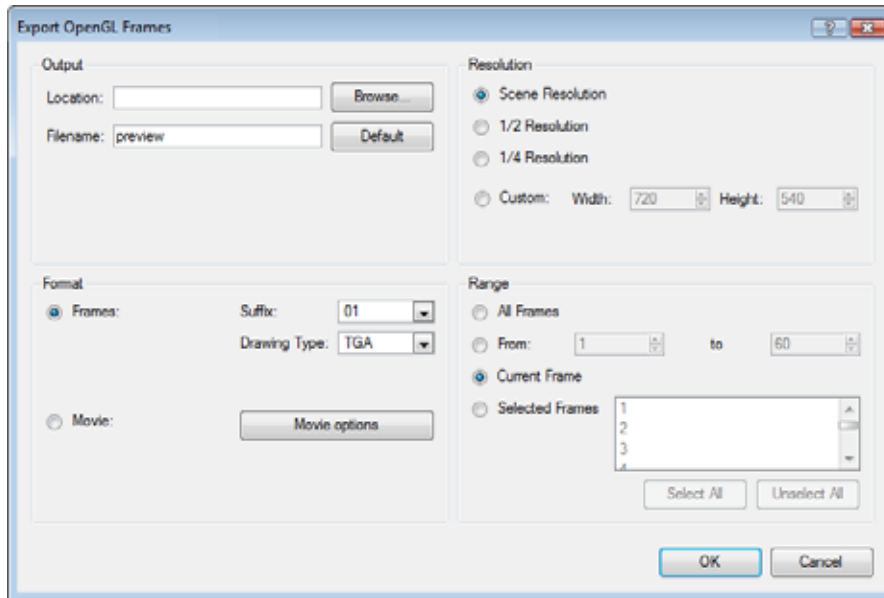 Export OpenGL Frames
Output
Location: Browse...
Filename: preview Default
Resolution
Scene Resolution
1/2 Resolution
1/4 Resolution
Custom: Width: 720 Height: 540
Format
Frames: Suffix: 01
Drawing Type: TGA
Movie: Movie options
Range
All Frames
From: 1 to 60
Current Frame
Selected Frames 1
2
3
4
Select All Unselect All
OK Cancel